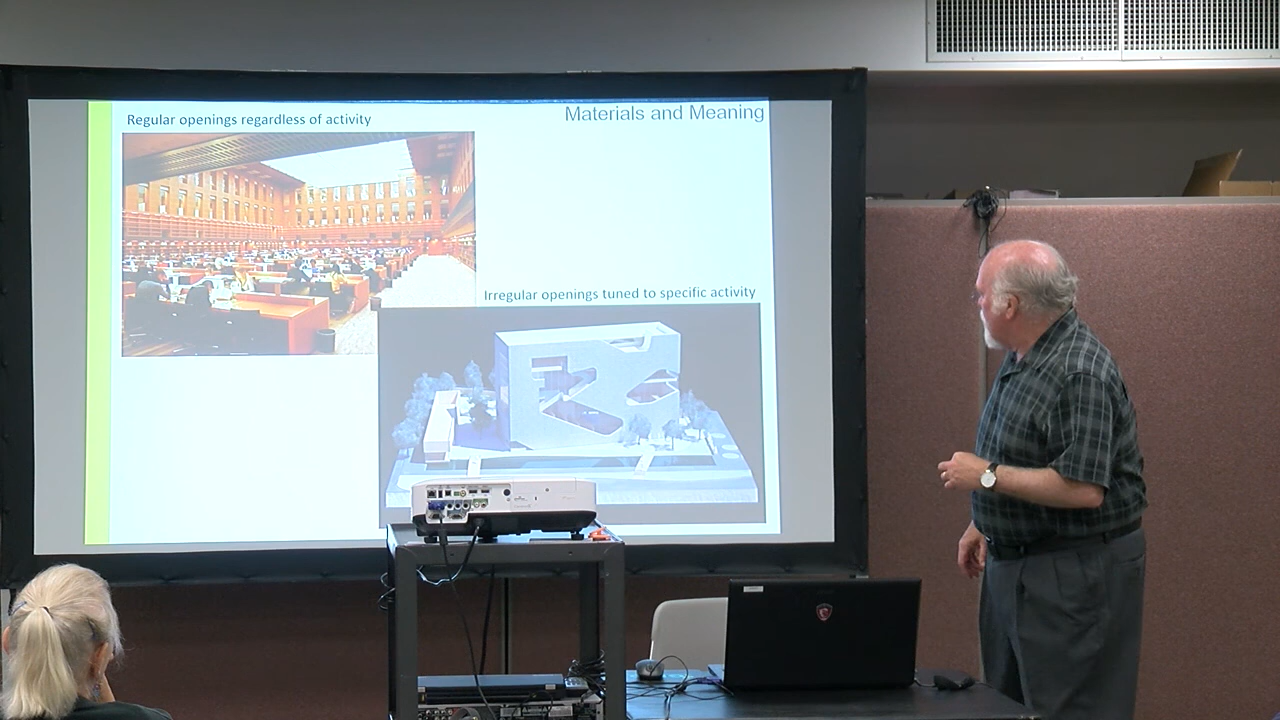 Regular openings regardless of activity
Materials and Meaning
Irregular openings tuned to specific activity